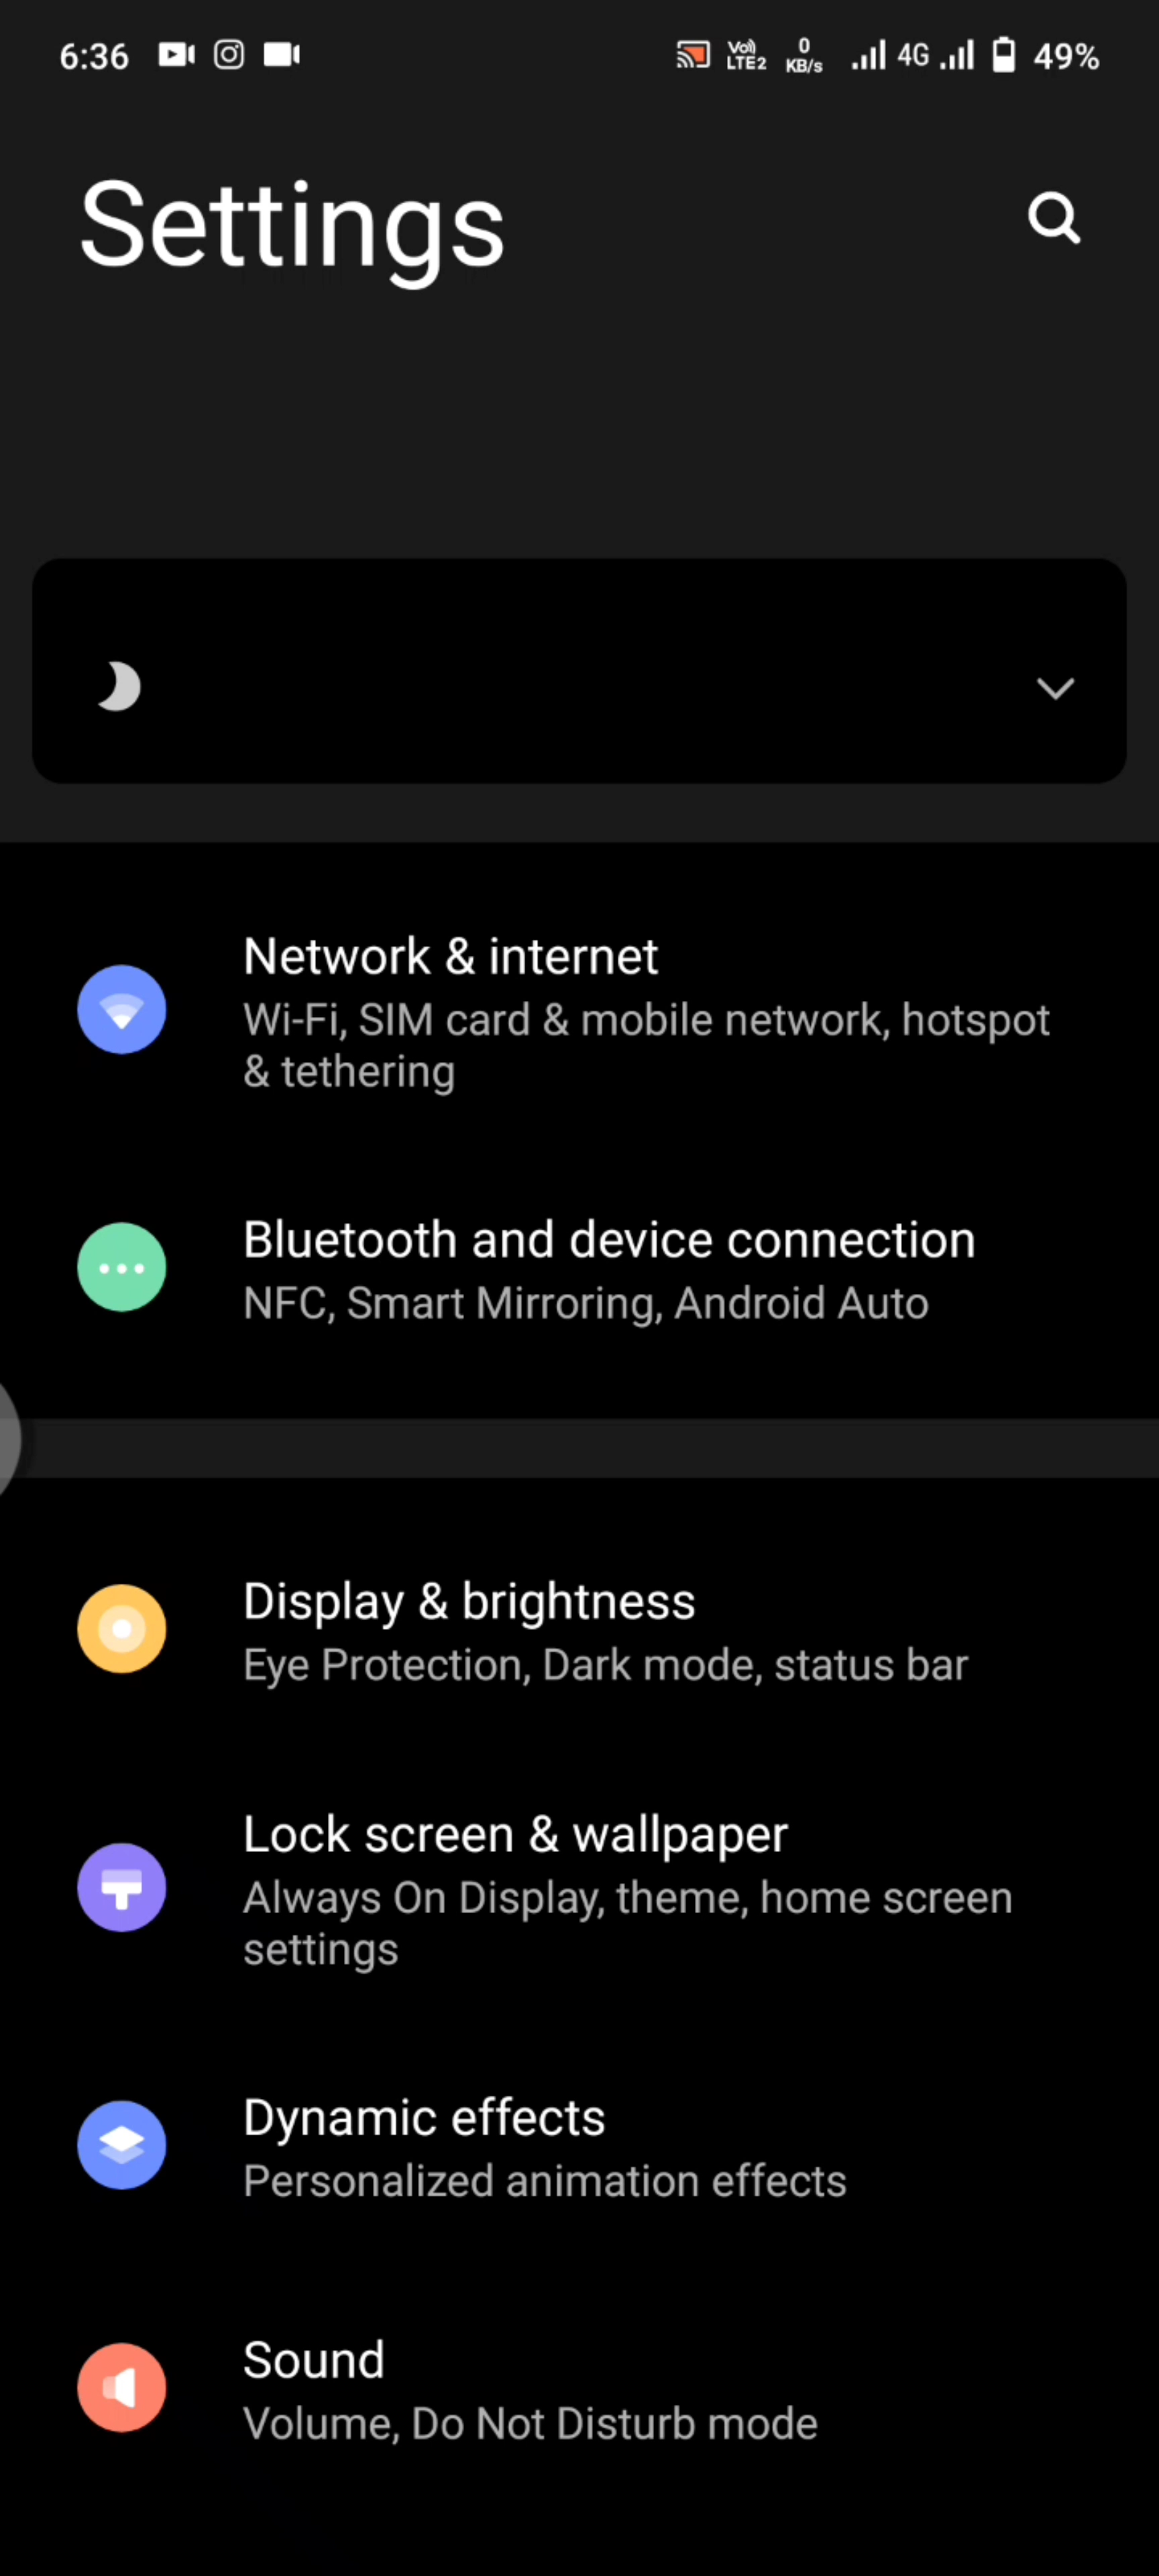 6:36 Vo)) LTE2 0 KB/s 4G 49%
Settings
Network & internet
Wi-Fi, SIM card & mobile network, hotspot
& tethering
Bluetooth and device connection
NFC, Smart Mirroring, Android Auto
Display & brightness
Eye Protection, Dark mode, status bar
Lock screen & wallpaper
Always On Display, theme, home screen
settings
Dynamic effects
Personalized animation effects
Sound
Volume, Do Not Disturb mode